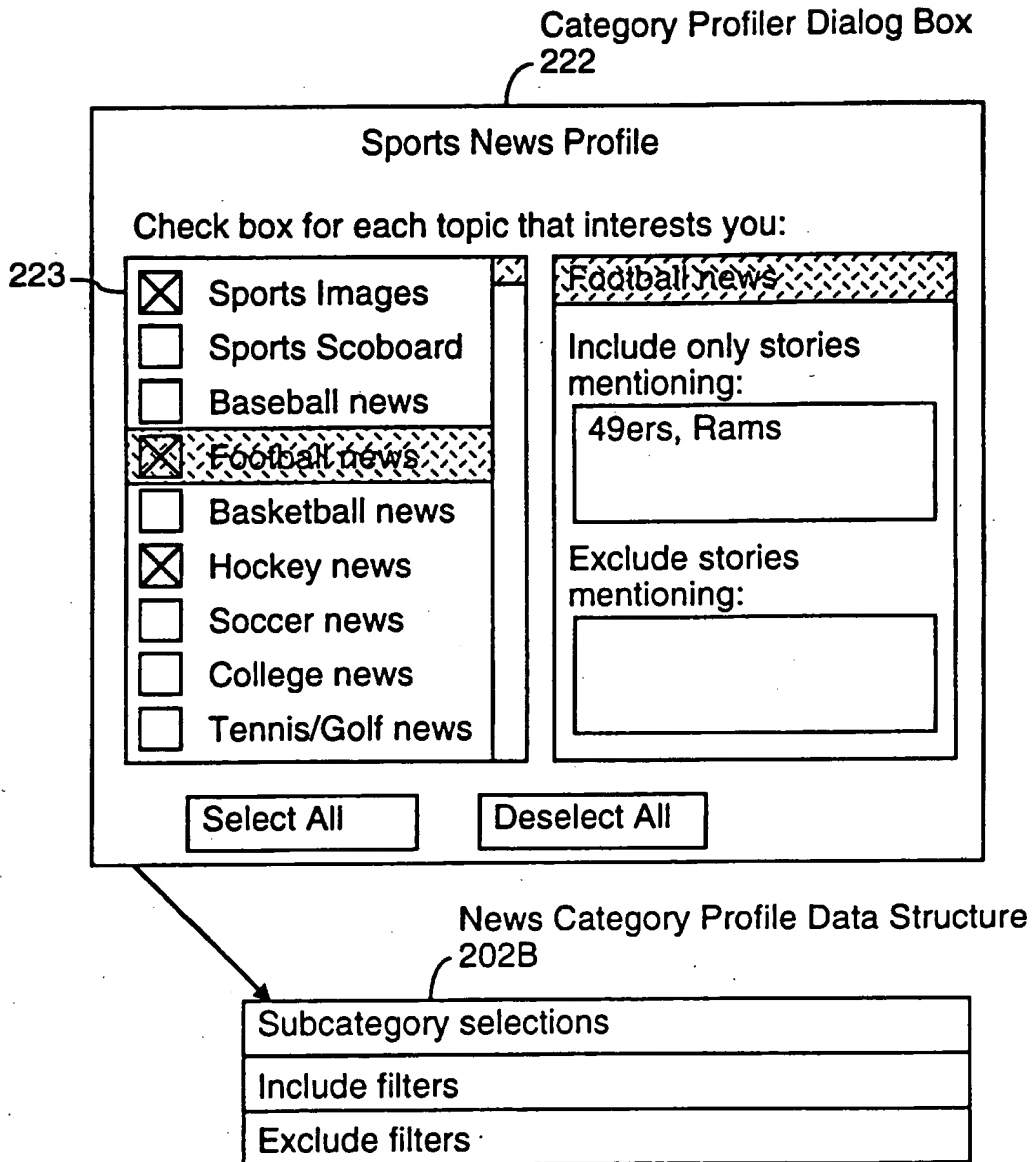 Category Profiler Dialog Box
222
Sports News Profile
Check box for each topic that interests you:
223
Sports Images
Sports Scoboard
Baseball news
Football news
Basketball news
Hockey news
Soccer news
College news
Tennis/Golf news
Football news
Include only stories
mentioning:
49ers, Rams
Exclude stories
mentioning:
Select All
Deselect All
News Category Profile Data Structure
202B
Subcategory selections
Include filters
Exclude filters